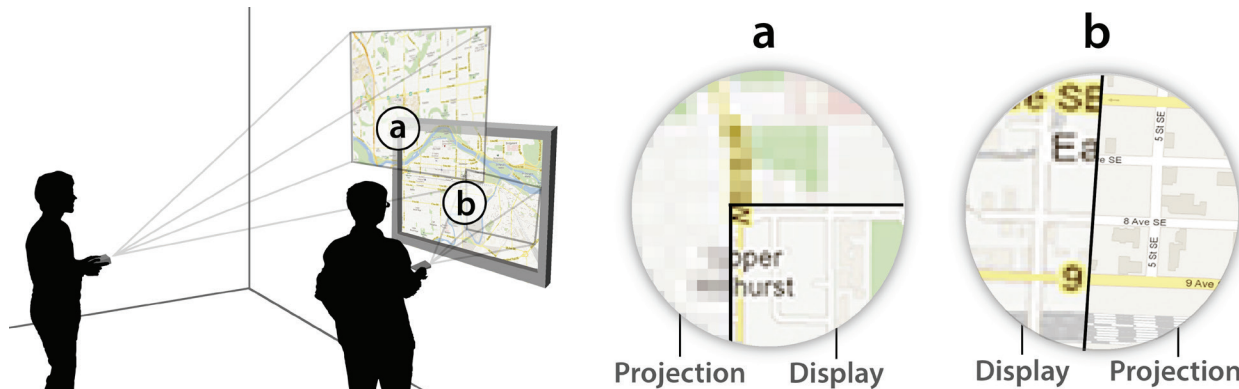 a
b
a
b
e SE
Ea
e SE
5 St SE
8 Ave SE
5 St SE
9
9 Ave
opper
hurst
Projection
Display
Display
Projection